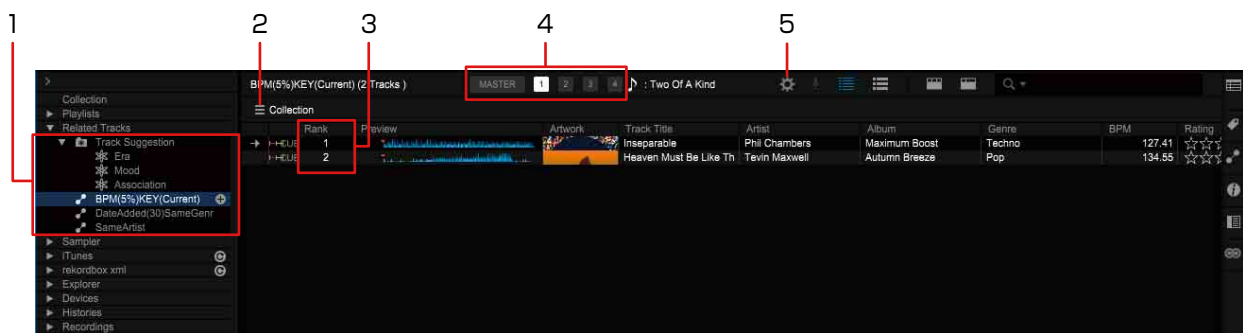 1 2 3 4 5
BPM(5%)KEY(Current) (2 Tracks ) MASTER 1 2 3 4 : Two Of A Kind
Collection
Playlists
Related Tracks
Track Suggestion
Era
Mood
Association
BPM(5%)KEY(Current)
DateAdded(30)SameGenr
SameArtist
Sampler
iTunes
rekordbox xml
Explorer
Devices
Histories
Recordings
Collection
Rank Preview Artwork Track Title Artist Album Genre BPM Rating
CUE 1 Inseparable Phil Chambers Maximum Boost Techno 127.41
CUE 2 Heaven Must Be Like Th Tevin Maxwell Autumn Breeze Pop 134.55